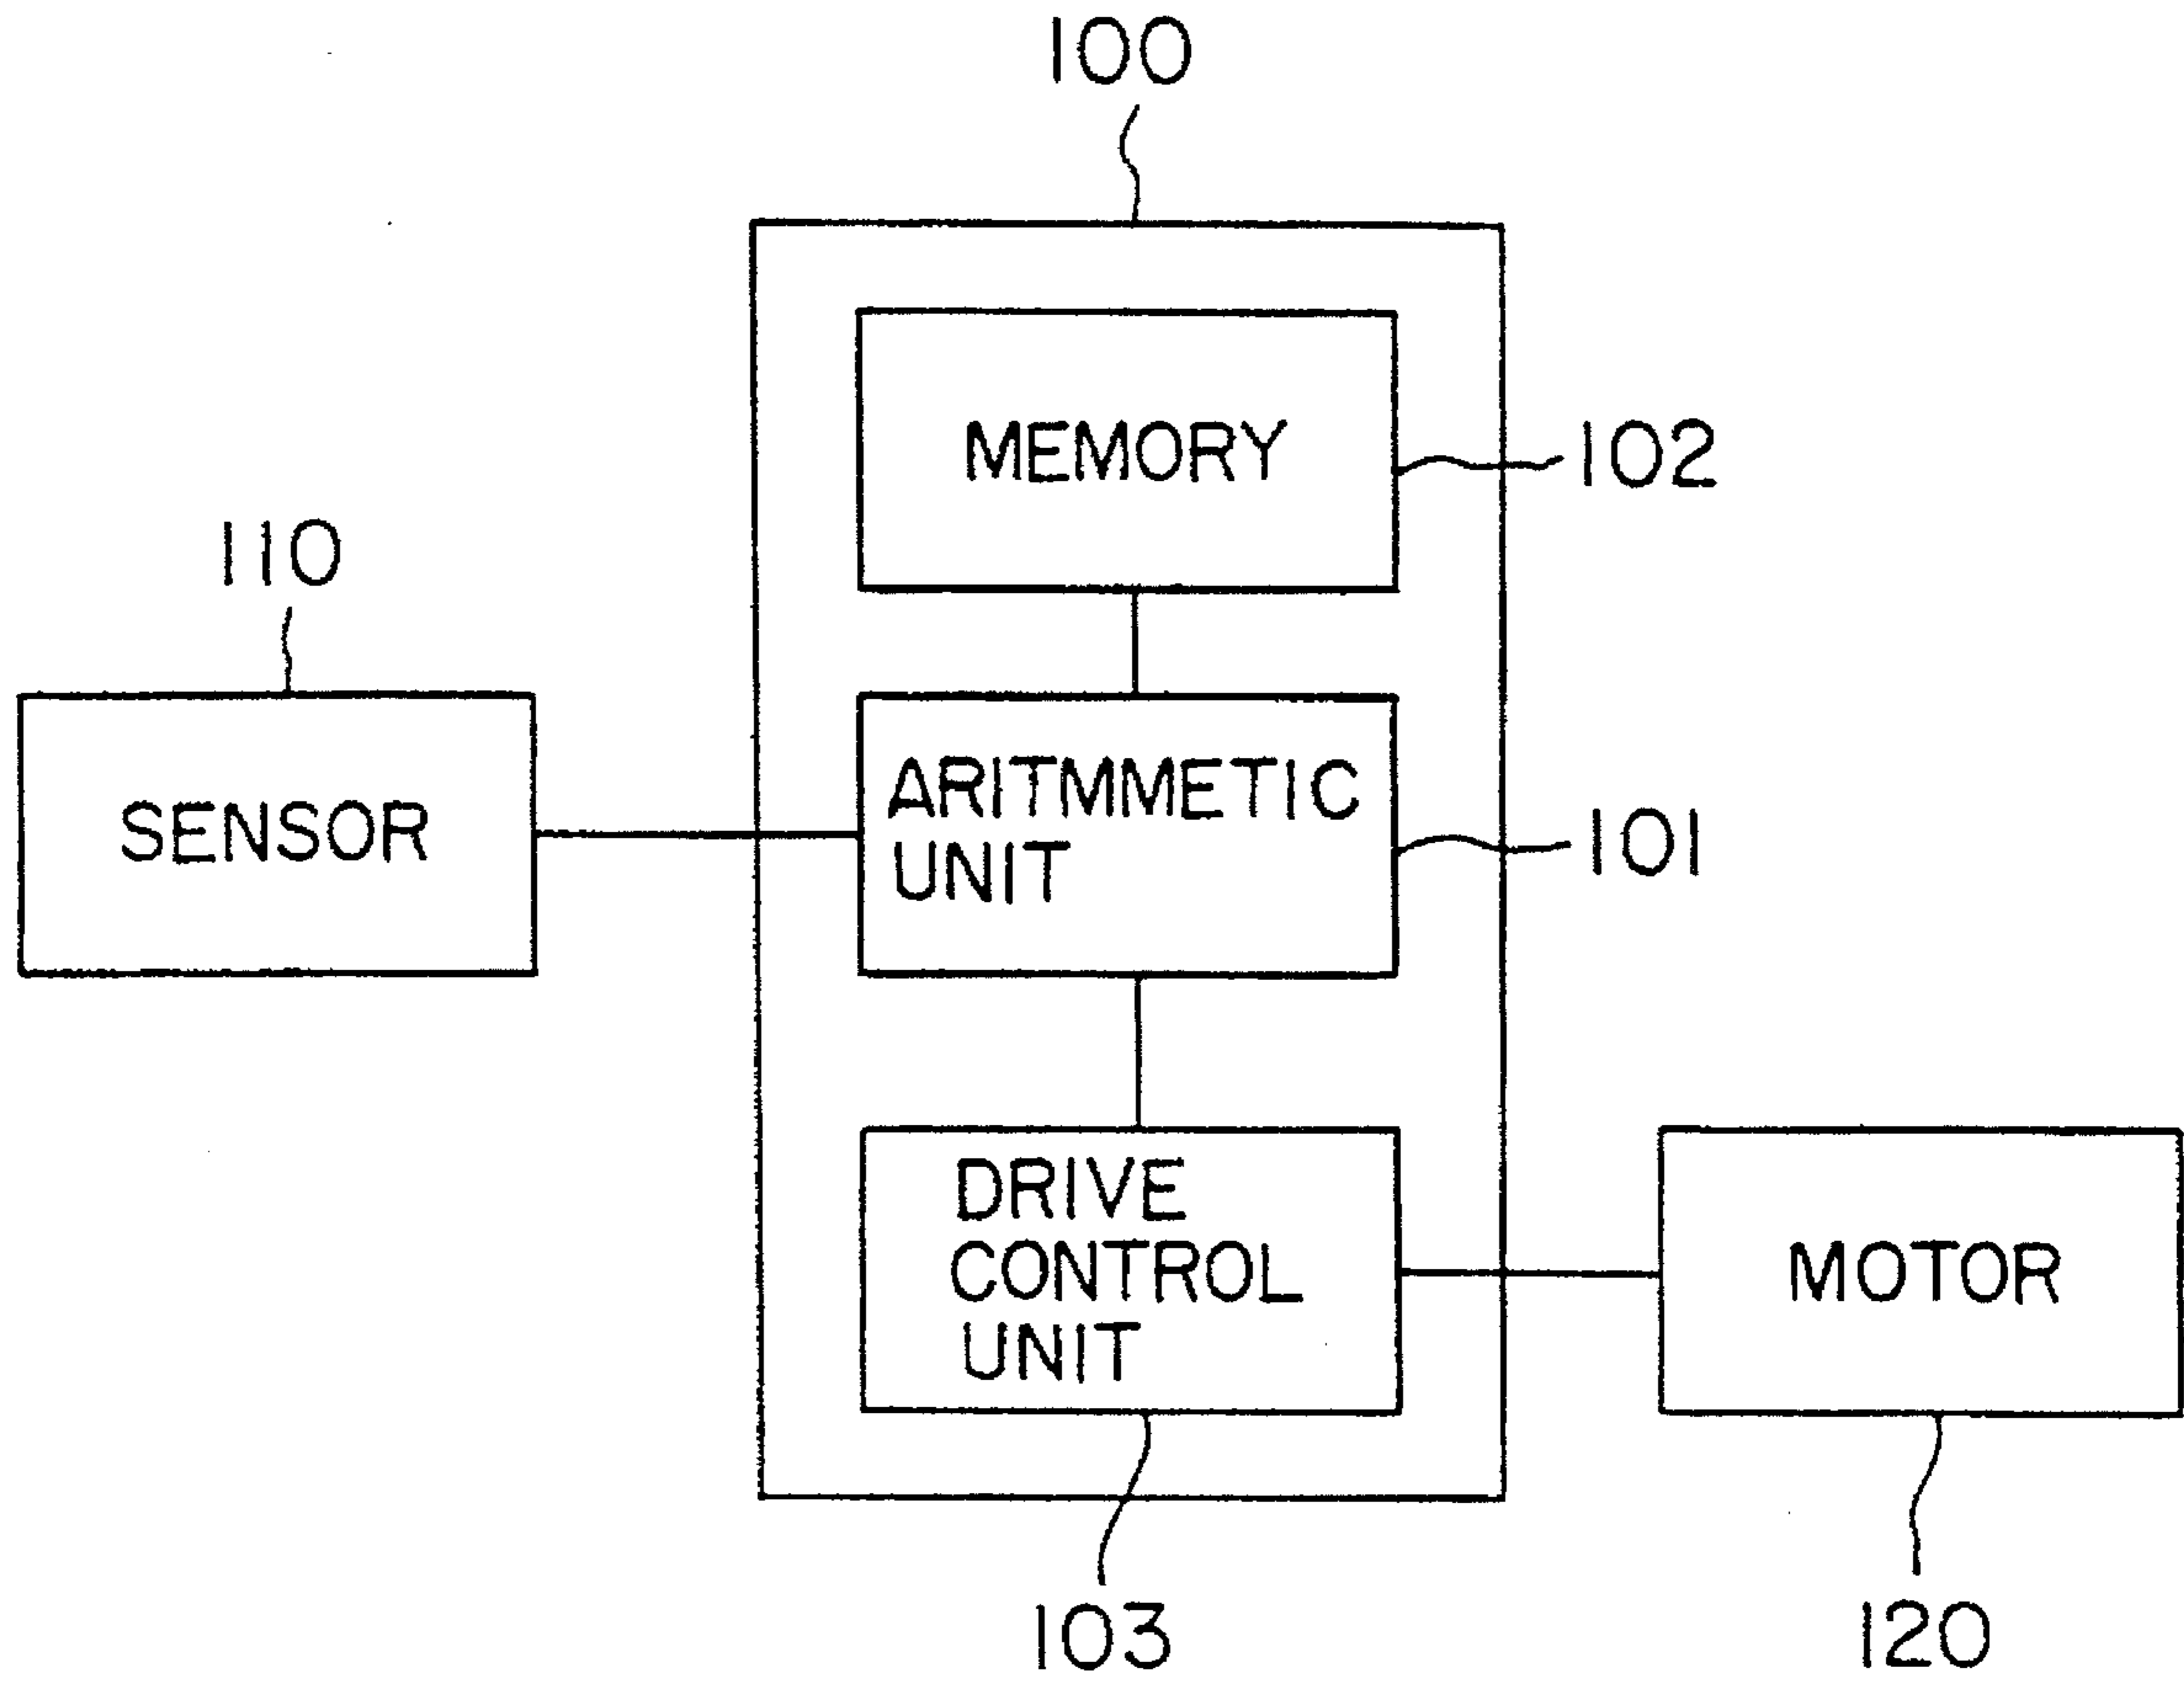 100
MEMORY
102
110
SENSOR
ARITMMETIC
UNIT
101
DRIVE
CONTROL
UNIT
MOTOR
103
120